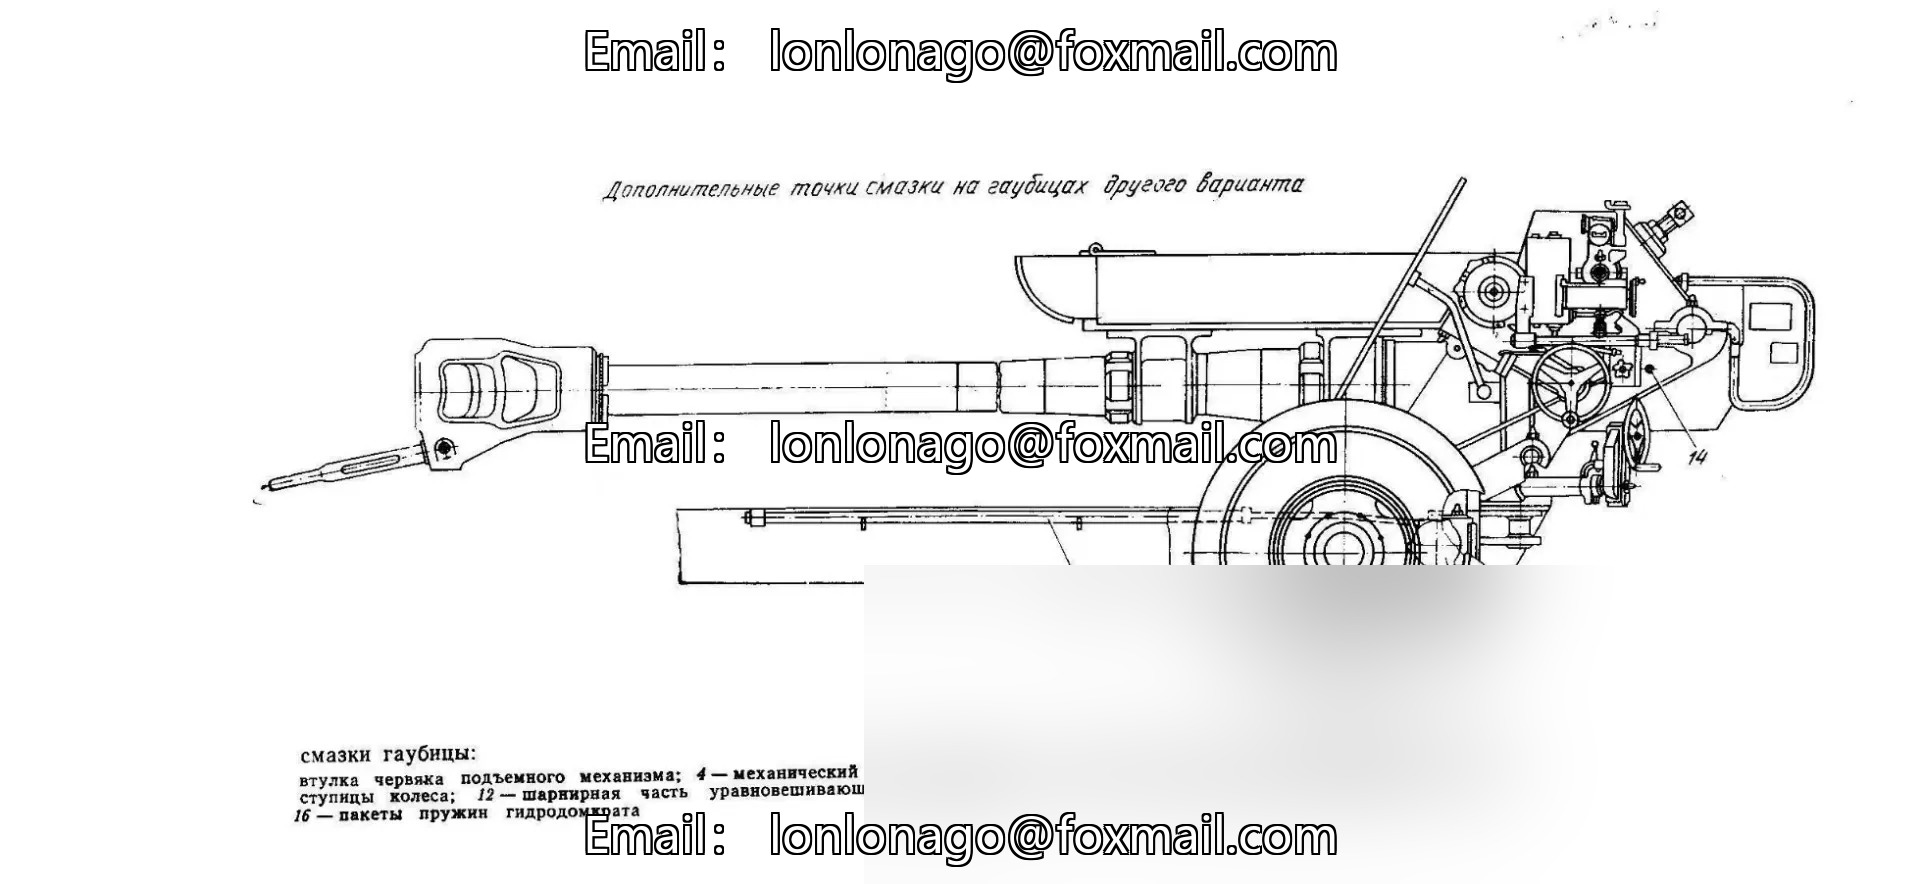 Email： lonlonago@foxmail.com
Дополнительные точки смазки на гаубицах другого варианта
Email： lonlonago@foxmail.com
14
смазки гаубицы:
втулка червяка подъемного механизма; 4 — механический
ступицы колеса; 12 — шарнирная часть уравновешивающ
16 — пакеты пружин гидродомкрата
Email： lonlonago@foxmail.com